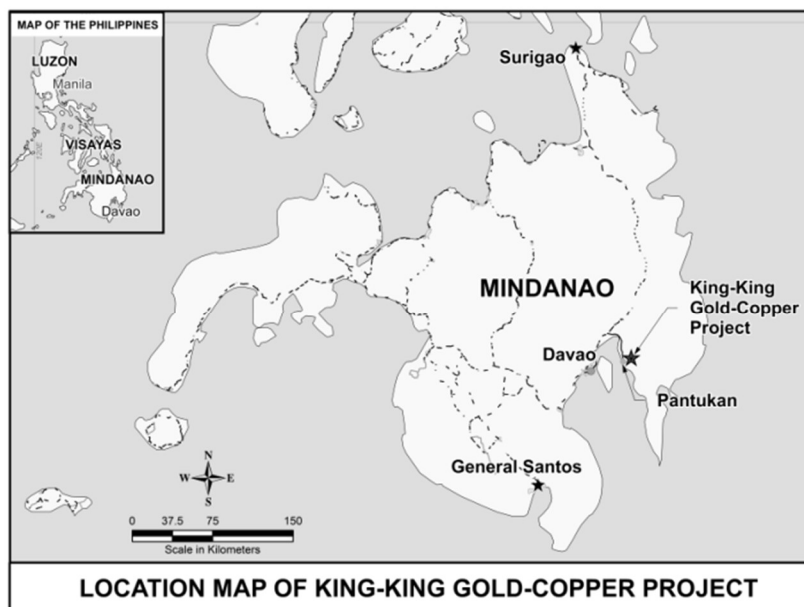 MAP OF THE PHILIPPINES
LUZON
Manila
VISAYAS
MINDANAO
Davao
Surigao
MINDANAO
King-King
Gold-Copper
Project
Davao
Pantukan
General Santos
N
W E
S
0 37.5 75 150
Scale in Kilometers
LOCATION MAP OF KING-KING GOLD-COPPER PROJECT